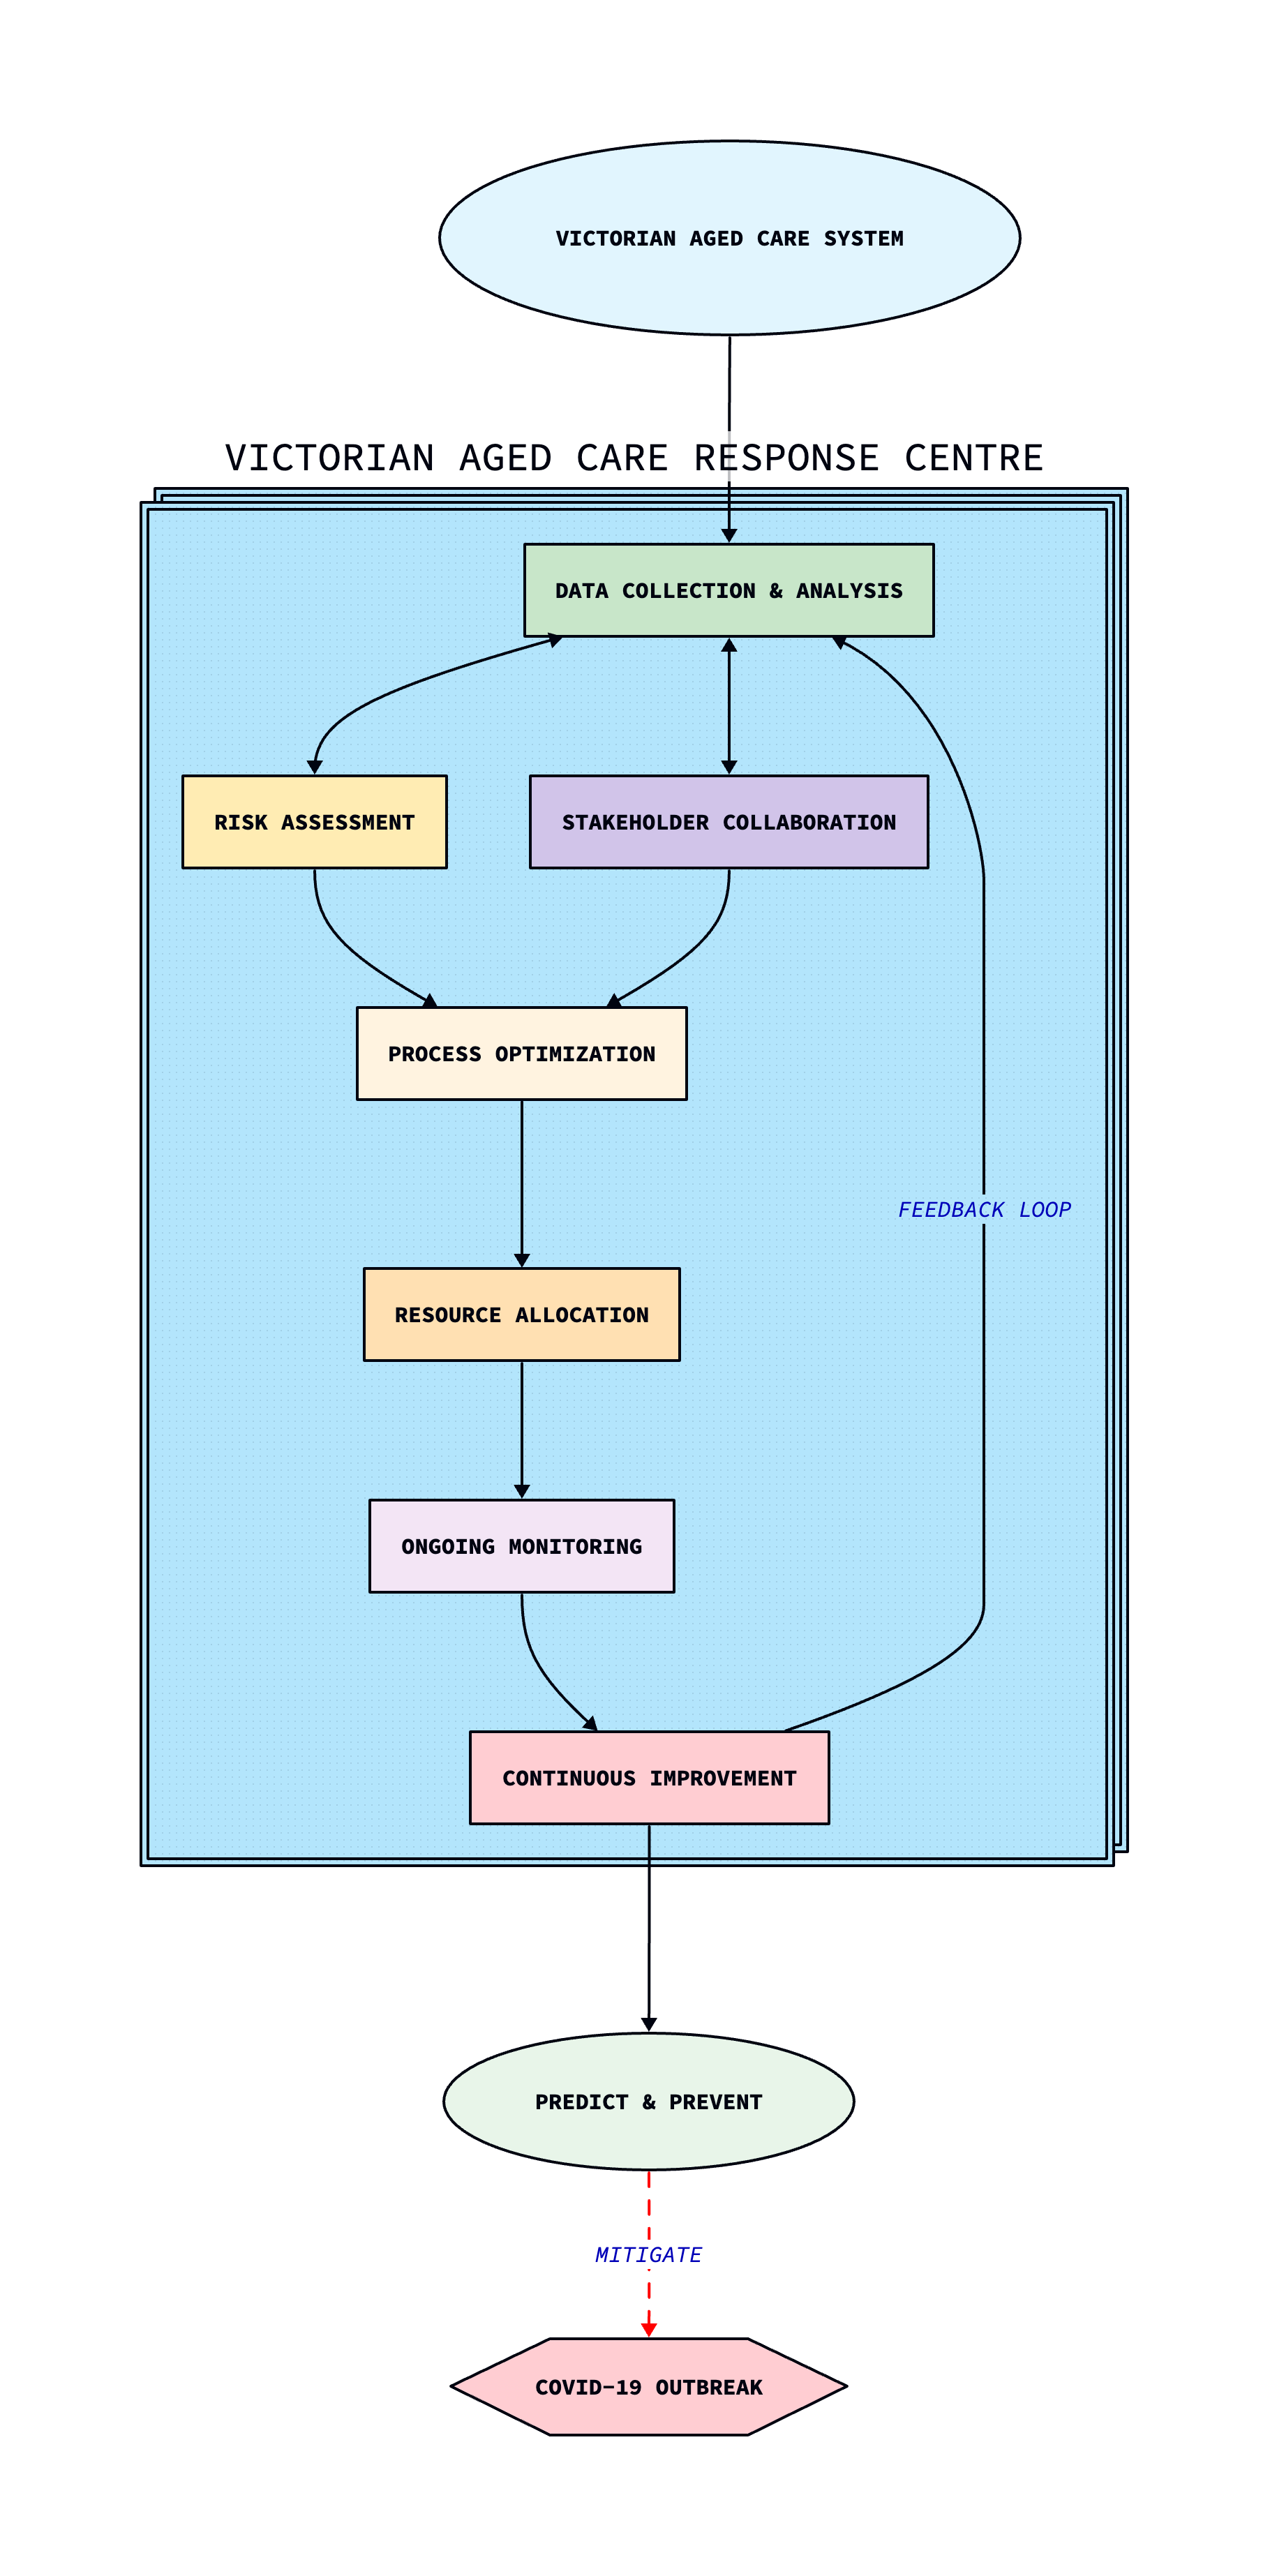 VICTORIAN AGED CARE SYSTEM
VICTORIAN AGED CARE RESPONSE CENTRE
DATA COLLECTION & ANALYSIS
RISK ASSESSMENT
STAKEHOLDER COLLABORATION
PROCESS OPTIMIZATION
FEEDBACK LOOP
RESOURCE ALLOCATION
ONGOING MONITORING
CONTINUOUS IMPROVEMENT
PREDICT & PREVENT
MITIGATE
COVID-19 OUTBREAK